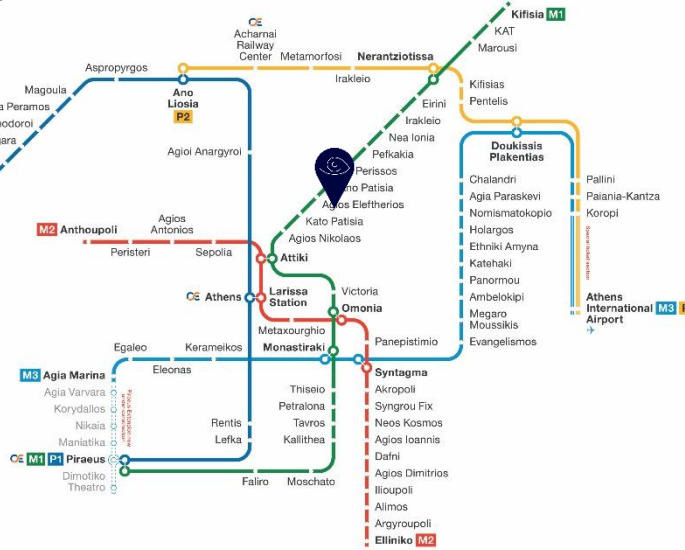 Kifisia M1
KAT
Marousi
Acharnai
Railway
Center
Metamorfosi
Nerantziotissa
Irakleio
Aspropyrgos
Magoula
a Peramos
eodoroi
gara
Ano
Liosia
P2
Kifisias
Pentelis
Eirini
Irakleio
Nea Ionia
Pefkakia
Perissos
no Patisia
Agios Eleftherios
Kato Patisia
Agios Nikolaos
Agioi Anargyroi
Doukissis
Plakentias
Chalandri
Agia Paraskevi
Nomismatokopio
Holargos
Ethniki Amyna
Katehaki
Panormou
Ambelokipi
Megaro
Moussikis
Evangelismos
Pallini
Paiania-Kantza
Koropi
Athens
International M3 P
Airport
M2 Anthoupoli
Agios
Antonios
Peristeri
Sepolia
Attiki
Athens
Larissa
Station
Victoria
Omonia
Metaxourghio
Panepistimio
Egaleo
Kerameikos
Monastiraki
Eleonas
Syntagma
M3 Agia Marina
Agia Varvara
Korydallos
Nikaia
Maniatika
M1 P1 Piraeus
Dimotiko
Theatro
Thiseio
Petralona
Tavros
Kallithea
Rentis
Lefka
Faliro
Moschato
Akropoli
Syngrou Fix
Neos Kosmos
Agios Ioannis
Dafni
Agios Dimitrios
Ilioupoli
Alimos
Argyroupoli
Elliniko M2